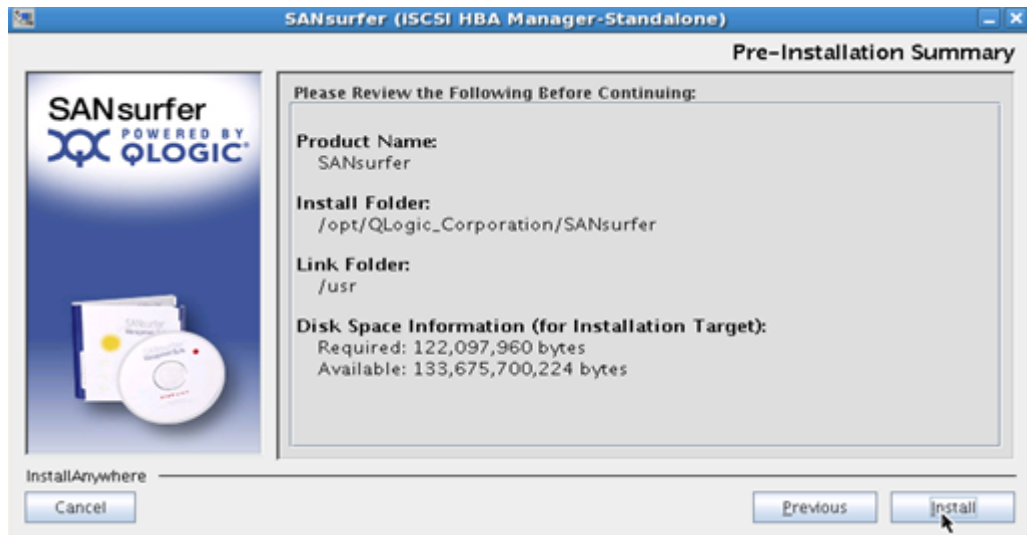 SANsurfer (iSCSI HBA Manager-Standalone)
Pre-Installation Summary
SANsurfer
POWERED BY
QLOGIC
Please Review the Following Before Continuing:
Product Name:
SANsurfer
Install Folder:
/opt/QLogic_Corporation/SANsurfer
Link Folder:
/usr
Disk Space Information (for Installation Target):
Required: 122,097,960 bytes
Available: 133,675,700,224 bytes
InstallAnywhere
Cancel
Previous
Install